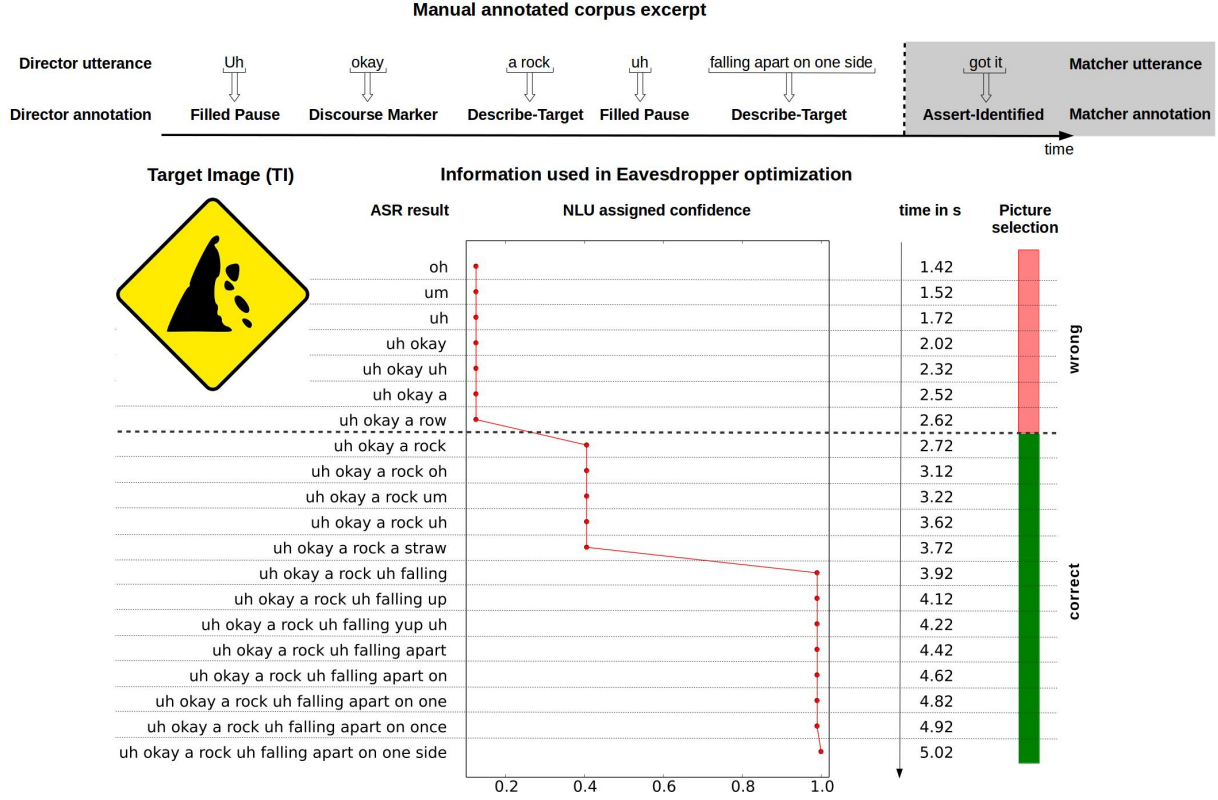 Manual annotated corpus excerpt
Director utterance Uh okay a rock uh falling apart on one side got it Matcher utterance
Director annotation Filled Pause Discourse Marker Describe-Target Filled Pause Describe-Target Assert-Identified Matcher annotation
time
Target Image (TI) Information used in Eavesdropper optimization
ASR result NLU assigned confidence time in s Picture selection
oh 1.42
um 1.52
uh 1.72
uh okay 2.02
uh okay uh 2.32
uh okay a 2.52
uh okay a row 2.62
wrong
uh okay a rock 2.72
uh okay a rock oh 3.12
uh okay a rock um 3.22
uh okay a rock uh 3.62
uh okay a rock a straw 3.72
uh okay a rock uh falling 3.92
uh okay a rock uh falling up 4.12
uh okay a rock uh falling yup uh 4.22
uh okay a rock uh falling apart 4.42
uh okay a rock uh falling apart on 4.62
uh okay a rock uh falling apart on one 4.82
uh okay a rock uh falling apart on once 4.92
uh okay a rock uh falling apart on one side 5.02
correct
0.2 0.4 0.6 0.8 1.0